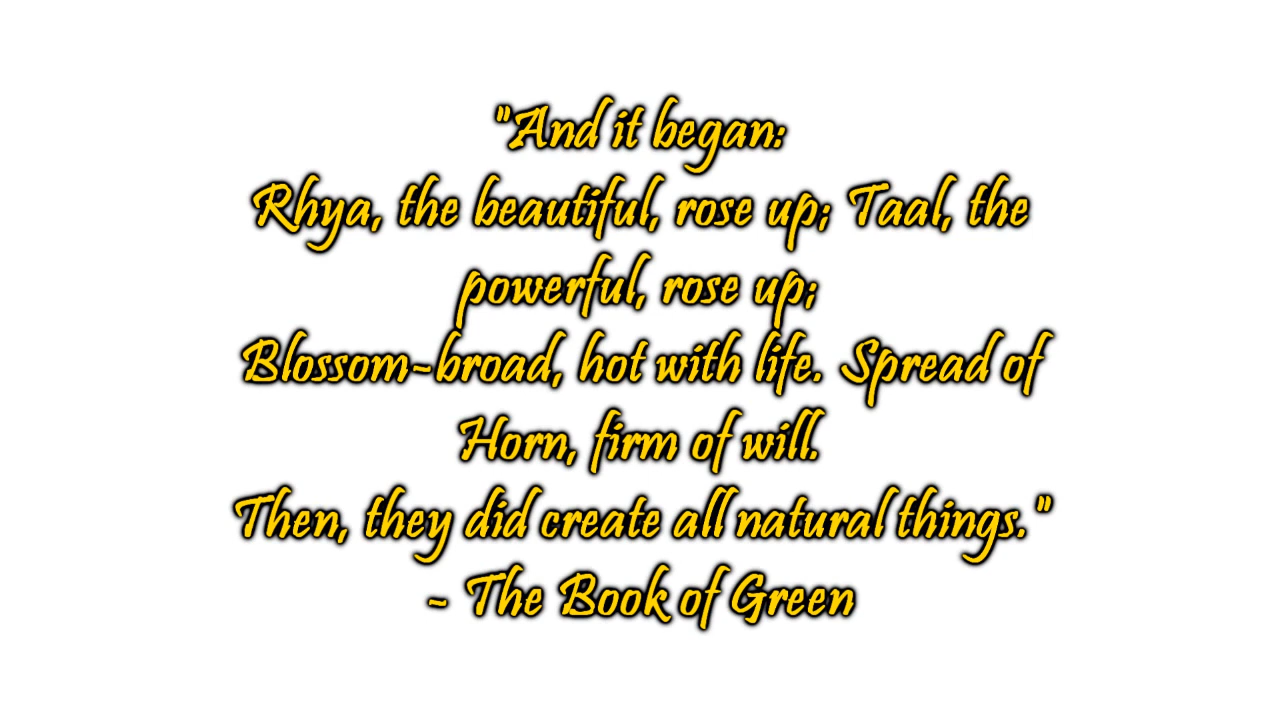 "And it began:
Rhya, the beautiful, rose up; Taal, the
powerful, rose up;
Blossom-broad, hot with life. Spread of
Horn, firm of will.
Then, they did create all natural things."
- The Book of Green